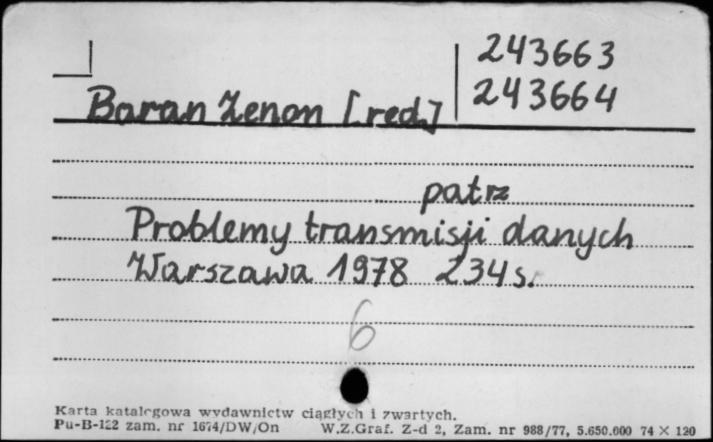 243663
243664
Baran Zenon [red.]
patrz
Problemy transmisji danych
Warszawa 1978 234 s.
6
Karta katalogowa wydawnictw ciągłych i zwartych.
Pu-B-122 zam. nr 1674/DW/On W.Z.Graf. Z-d 2, Zam. nr 988/77, 5.650.000 74 X 120